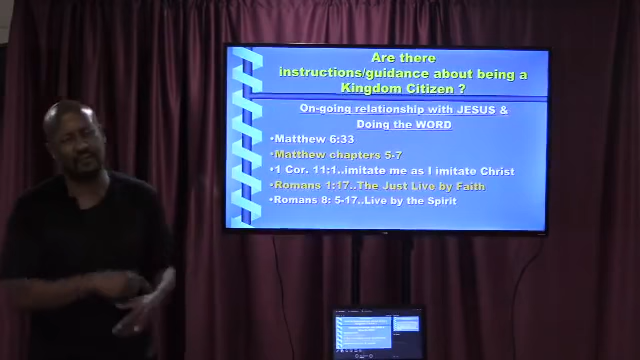 Are there
instructions/guidance about being a
Kingdom Citizen ?
On-going relationship with JESUS &
Doing the WORD
•Matthew 6:33
•Matthew chapters 5-7
•1 Cor. 11:1..imitate me as I imitate Christ
•Romans 1:17..The Just Live by Faith
•Romans 8: 5-17..Live by the Spirit